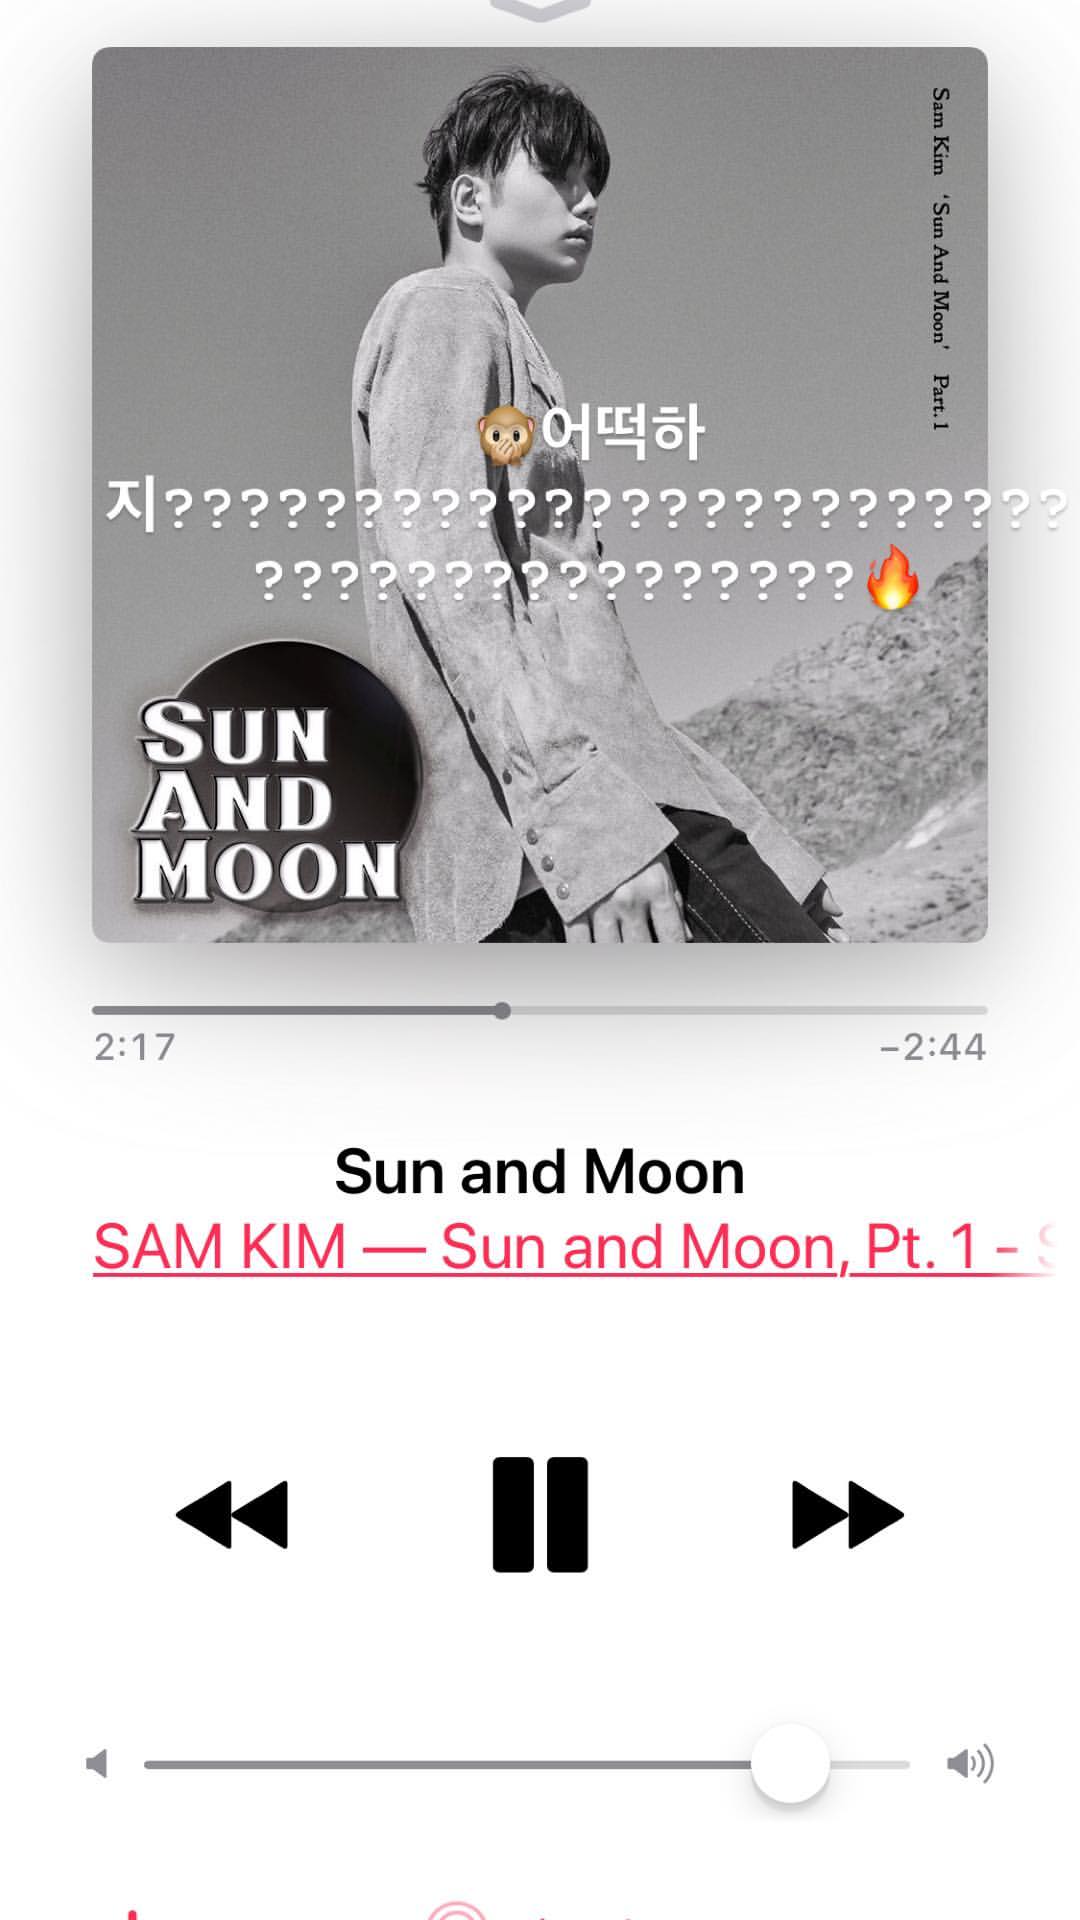 Sam Kim 'Sun And Moon' Part.1
🙊어떡하
지?????????????????????????
????????????????🔥
SUN
AND
MOON
2:17
−2:44
Sun and Moon
SAM KIM — Sun and Moon, Pt. 1 -